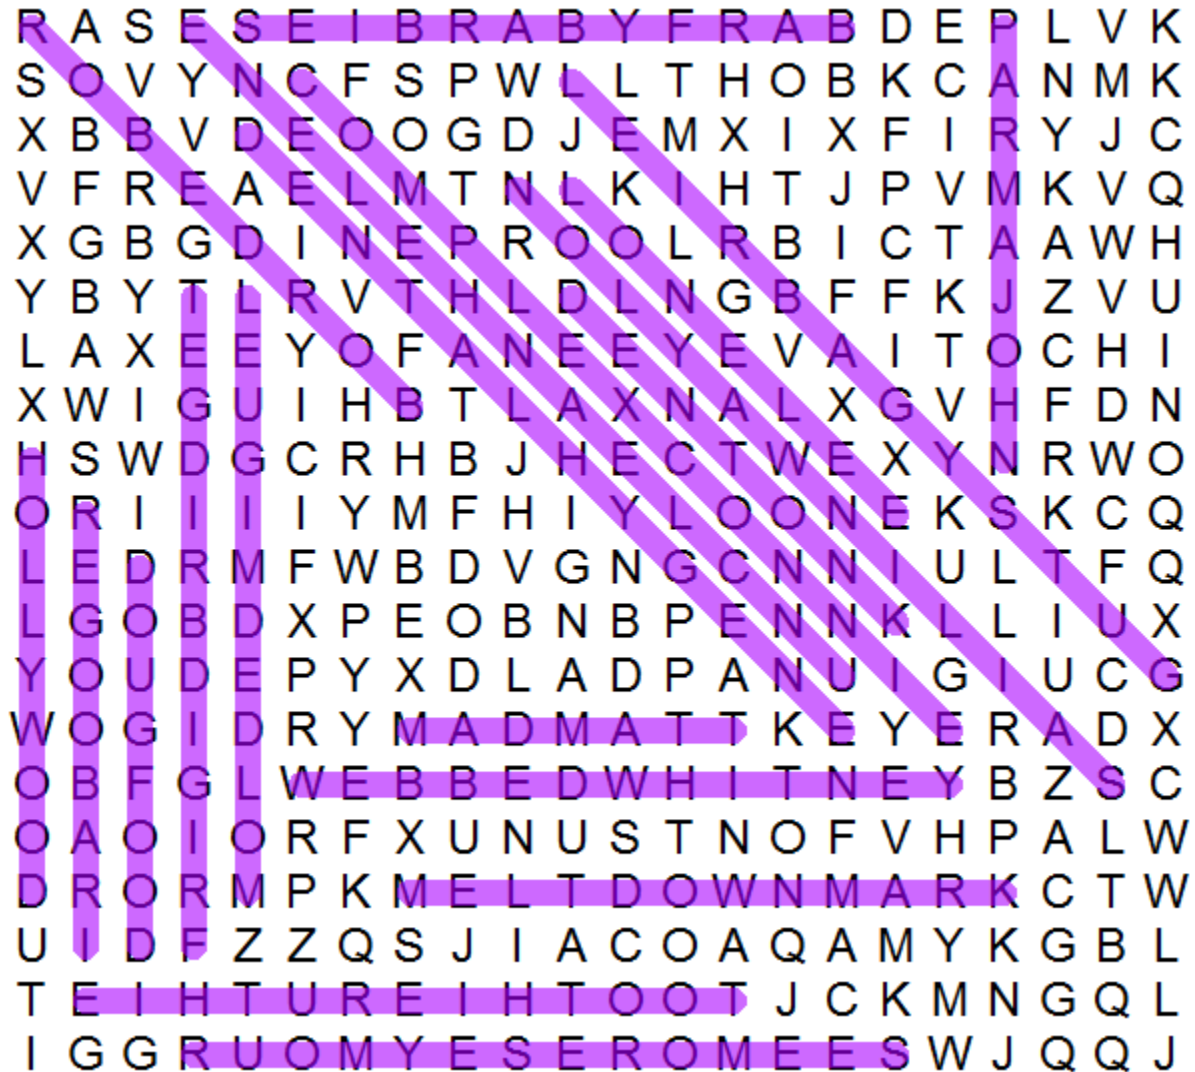 R A S E S E I B R A B Y F R A B D E P L V K
S O V Y N C F S P W L L T H O B K C A N M K
X B B V D E O O G D J E M X I X F I R Y J C
V F R E A E L M T N L K I H T J P V M K V Q
X G B G D I N E P R O O L R B I C T A A W H
Y B Y T L R V T H L D L N G B F F K J Z V U
L A X E E Y O F A N E E Y E V A I T O C H I
X W I G U I H B T L A X N A L X G V H F D N
H S W D G C R H B J H E C T W E X Y N R W O
O R I I I I Y M F H I Y L O O N E K S K C Q
L E D R M F W B D V G N G C N N I U L T F Q
L G O B D X P E O B N B P E N N K L L I U X
Y O U D E P Y X D L A D P A N U I G I U C G
W O G I D R Y M A D M A T T K E Y E R A D X
O B F G L W E B B E D W H I T N E Y B Z S C
O A O I O R F X U N U S T N O F V H P A L W
D R O R M P K M E L T D O W N M A R K C T W
U I D F Z Z Q S J I A C O A Q A M Y K G B L
T E I H T U R E I H T O O T J C K M N G Q L
I G G R U O M Y E S E R O M E E S W J Q Q J